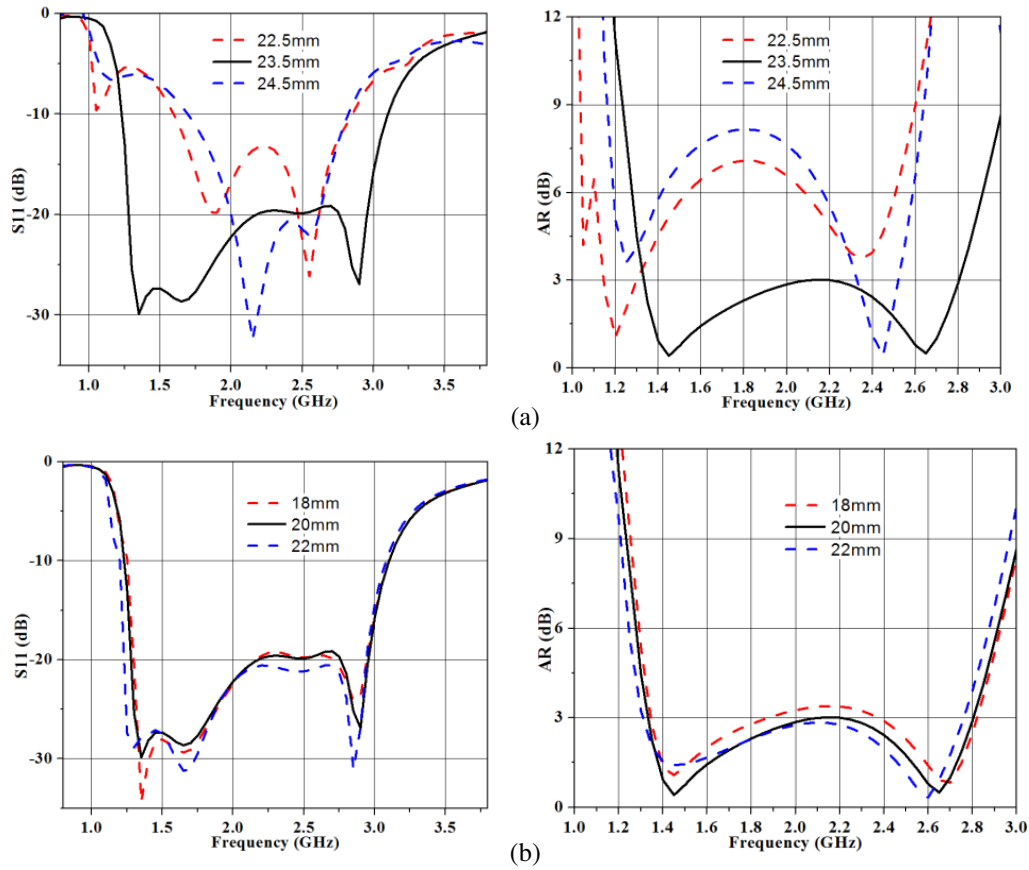 0
-10
-20
-30
S11 (dB)
22.5mm
23.5mm
24.5mm
1.0 1.5 2.0 2.5 3.0 3.5
Frequency (GHz)
12
9
6
3
0
AR (dB)
22.5mm
23.5mm
24.5mm
1.0 1.2 1.4 1.6 1.8 2.0 2.2 2.4 2.6 2.8 3.0
Frequency (GHz)
(a)
0
-10
-20
-30
S11 (dB)
18mm
20mm
22mm
1.0 1.5 2.0 2.5 3.0 3.5
Frequency (GHz)
12
9
6
3
0
AR (dB)
18mm
20mm
22mm
1.0 1.2 1.4 1.6 1.8 2.0 2.2 2.4 2.6 2.8 3.0
Frequency (GHz)
(b)